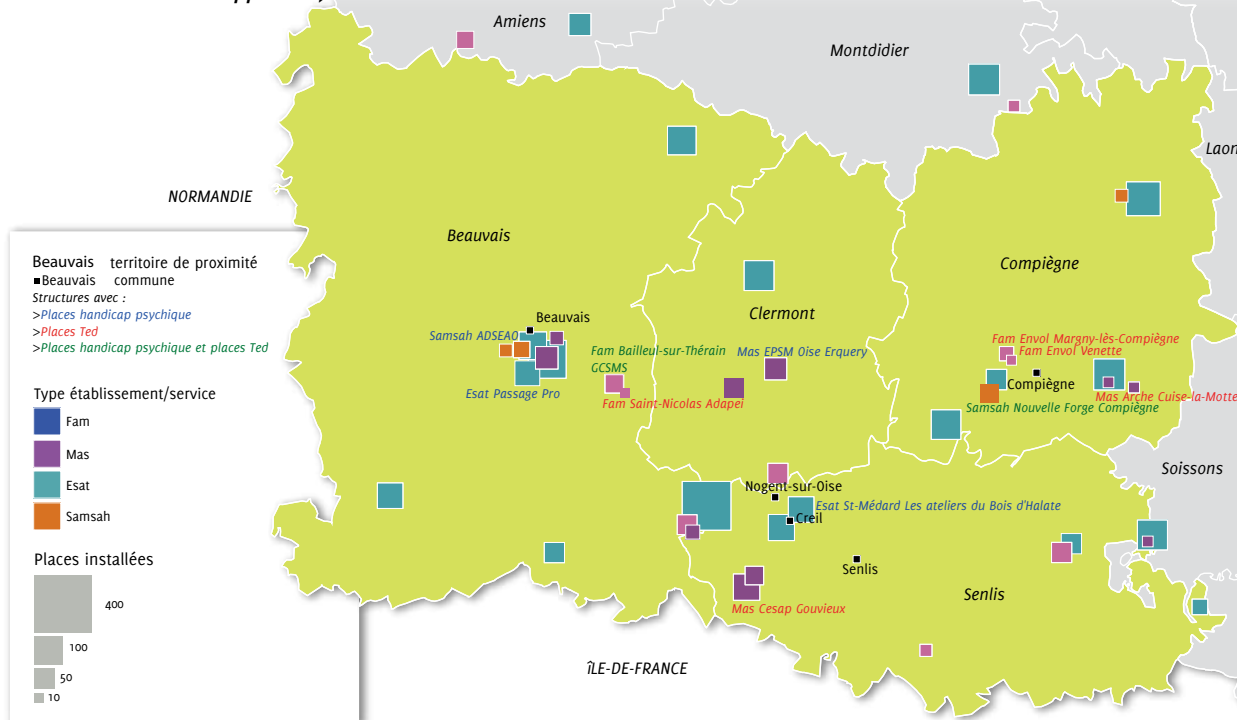 Amiens
Montdidier
Laon
NORMANDIE
Beauvais
Compiègne
Clermont
Beauvais
Samsah ADSEAO
Fam Bailleul-sur-Thérain
GCSMS
Mas EPSM Oise Erquery
Fam Envol Margny-lès-Compiègne
Fam Envol Venette
Compiègne
Esat Passage Pro
Fam Saint-Nicolas Adapei
Mas Arche Cuise-la-Motte
Samsah Nouvelle Forge Compiègne
Soissons
Nogent-sur-Oise
Esat St-Médard Les ateliers du Bois d'Halate
Creil
Senlis
Senlis
Mas Cesap Gouvieux
ÎLE-DE-FRANCE
Beauvais territoire de proximité
Beauvais commune
Structures avec :
>Places handicap psychique
>Places Ted
>Places handicap psychique et places Ted
Type établissement/service
Fam
Mas
Esat
Samsah
Places installées
400
100
50
10